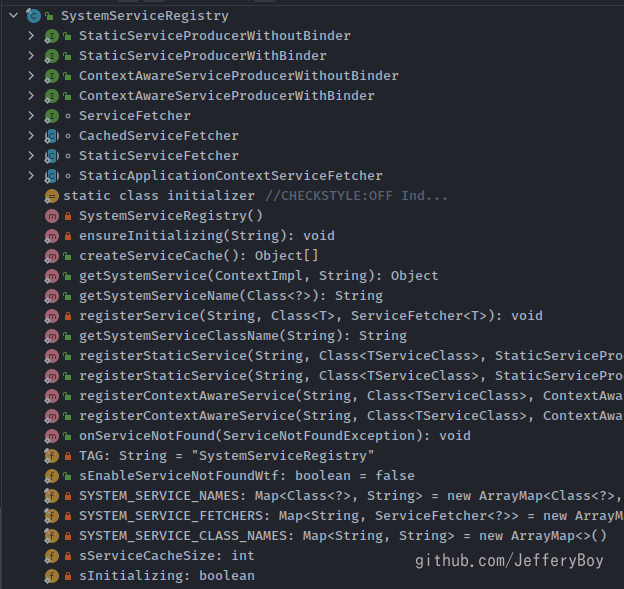 SystemServiceRegistry
StaticServiceProducerWithoutBinder
StaticServiceProducerWithBinder
ContextAwareServiceProducerWithoutBinder
ContextAwareServiceProducerWithBinder
ServiceFetcher
CachedServiceFetcher
StaticServiceFetcher
StaticApplicationContextServiceFetcher
static class initializer //CHECKSTYLE:OFF Ind...
SystemServiceRegistry()
ensureInitializing(String): void
createServiceCache(): Object[]
getSystemService(ContextImpl, String): Object
getSystemServiceName(Class<?>): String
registerService(String, Class<T>, ServiceFetcher<T>): void
getSystemServiceClassName(String): String
registerStaticService(String, Class<TServiceClass>, StaticServicePro
registerStaticService(String, Class<TServiceClass>, StaticServicePro
registerContextAwareService(String, Class<TServiceClass>, ContextAwa
registerContextAwareService(String, Class<TServiceClass>, ContextAwa
onServiceNotFound(ServiceNotFoundException): void
TAG: String = "SystemServiceRegistry"
sEnableServiceNotFoundWtf: boolean = false
SYSTEM_SERVICE_NAMES: Map<Class<?>, String> = new ArrayMap<Class<?>,
SYSTEM_SERVICE_FETCHERS: Map<String, ServiceFetcher<?>> = new ArrayM
SYSTEM_SERVICE_CLASS_NAMES: Map<String, String> = new ArrayMap<>()
sServiceCacheSize: int
sInitializing: boolean
github.com/JefferyBoy